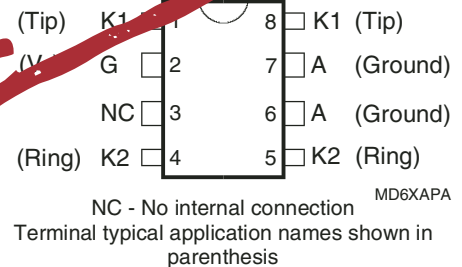 (Tip) K1 1 8 K1 (Tip)
G 2 7 A (Ground)
NC 3 6 A (Ground)
(Ring) K2 4 5 K2 (Ring)
MD6XAPA
NC - No internal connection
Terminal typical application names shown in
parenthesis